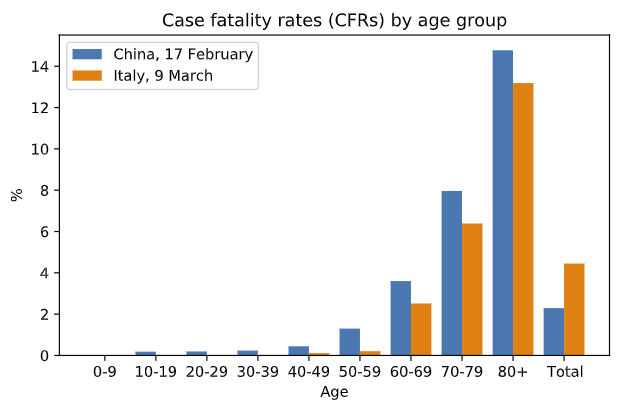 Case fatality rates (CFRs) by age group
China, 17 February
Italy, 9 March
%
14
12
10
8
6
4
2
0
0-9 10-19 20-29 30-39 40-49 50-59 60-69 70-79 80+ Total
Age